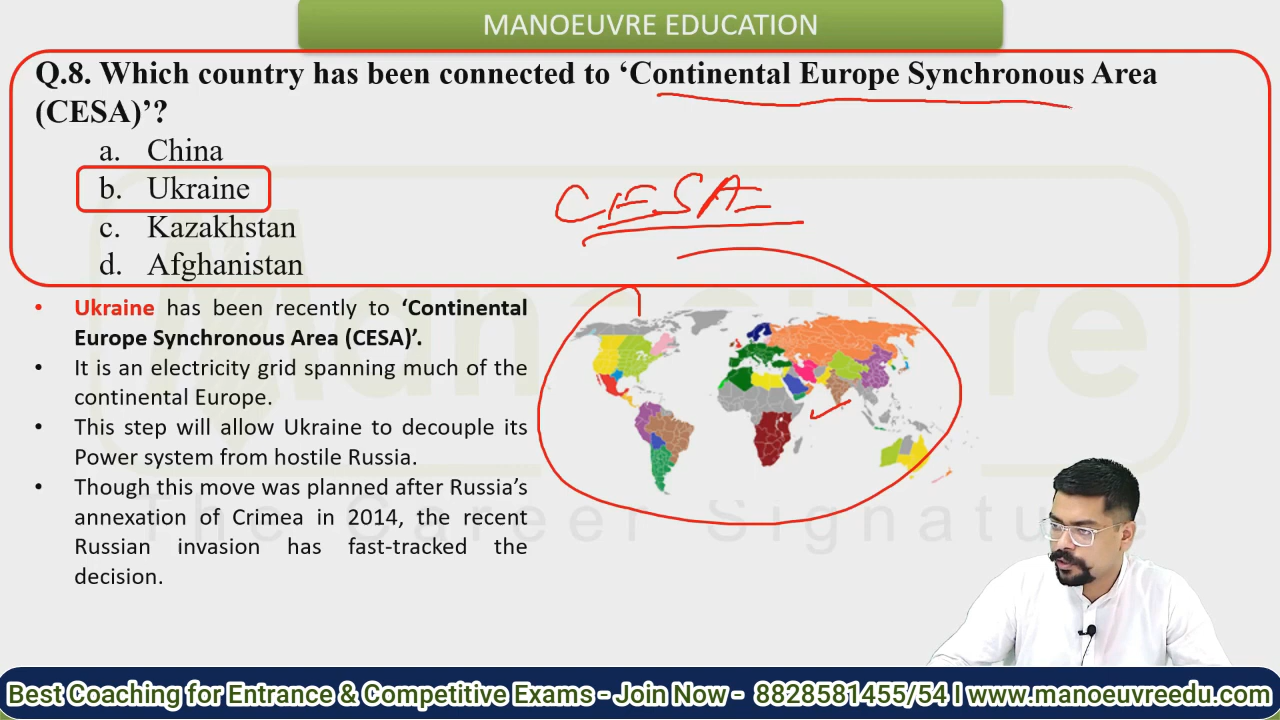 MANOEUVRE EDUCATION
Q.8. Which country has been connected to ‘Continental Europe Synchronous Area
(CESA)’?
a. China
b. Ukraine
c. Kazakhstan
d. Afghanistan
CESA
• Ukraine has been recently to ‘Continental
Europe Synchronous Area (CESA)’.
• It is an electricity grid spanning much of the
continental Europe.
• This step will allow Ukraine to decouple its
Power system from hostile Russia.
• Though this move was planned after Russia’s
annexation of Crimea in 2014, the recent
Russian invasion has fast-tracked the
decision.
Manoeuvre
The Career Signature
Best Coaching for Entrance & Competitive Exams - Join Now - 8828581455/54 I www.manoeuvreedu.com